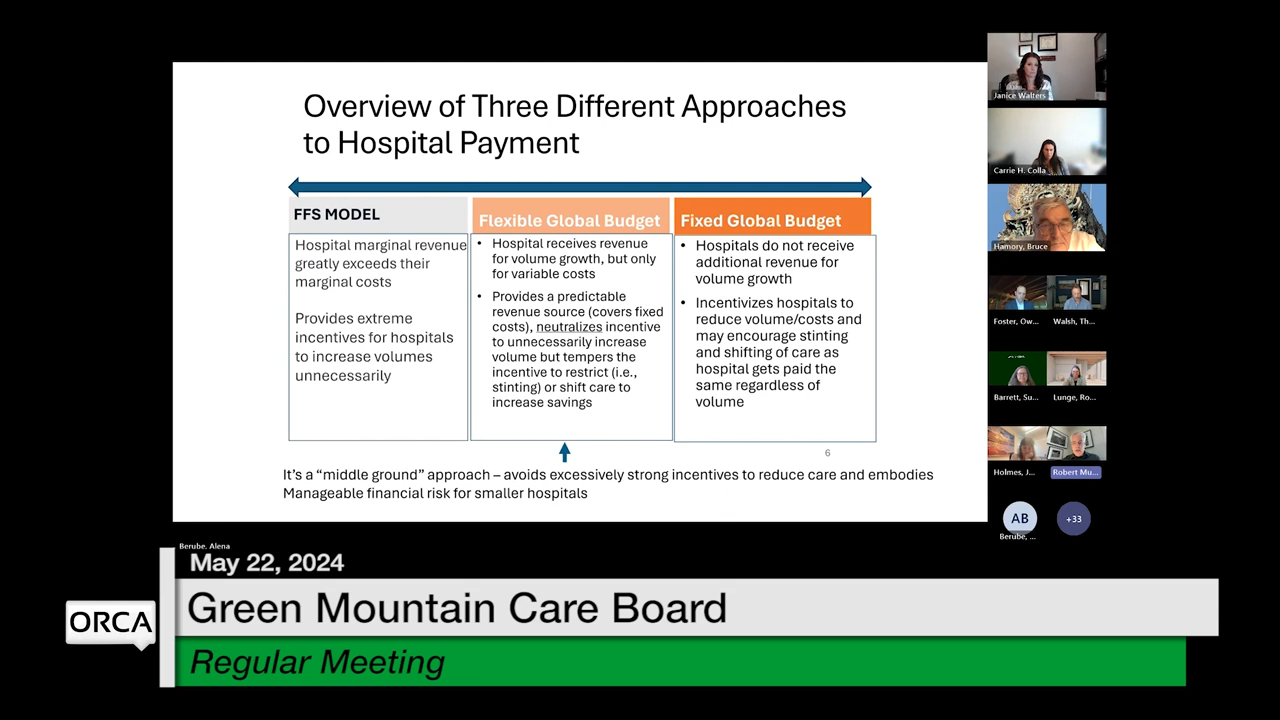 Overview of Three Different Approaches
to Hospital Payment
FFS MODEL
Hospital marginal revenue
greatly exceeds their
marginal costs
Provides extreme
incentives for hospitals
to increase volumes
unnecessarily
Flexible Global Budget
• Hospital receives revenue
for volume growth, but only
for variable costs
• Provides a predictable
revenue source (covers fixed
costs), neutralizes incentive
to unnecessarily increase
volume but tempers the
incentive to restrict (i.e.,
stinting) or shift care to
increase savings
Fixed Global Budget
• Hospitals do not receive
additional revenue for
volume growth
• Incentivizes hospitals to
reduce volume/costs and
may encourage stinting
and shifting of care as
hospital gets paid the
same regardless of
volume
6
It's a “middle ground” approach – avoids excessively strong incentives to reduce care and embodies
Manageable financial risk for smaller hospitals
Janice Walters
Carrie H. Colla
Hamory, Bruce
Foster, Ow...
Walsh, Th...
Barrett, Su...
Lunge, Ro...
Holmes, J...
Robert Mu...
AB
+33
Berube, ...
Berube, Alena
May 22, 2024
Green Mountain Care Board
ORCA
Regular Meeting